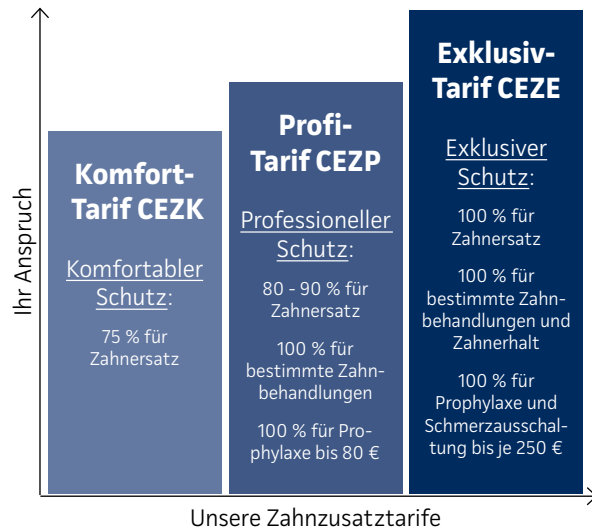 Ihr Anspruch
Komfort-
Tarif CEZK
Komfortabler
Schutz:
75 % für
Zahnersatz
Profi-
Tarif CEZP
Professioneller
Schutz:
80 - 90 % für
Zahnersatz
100 % für
bestimmte Zahn-
behandlungen
100 % für Pro-
phylaxe bis 80 €
Exklusiv-
Tarif CEZE
Exklusiver
Schutz:
100 % für
Zahnersatz
100 % für
bestimmte Zahn-
behandlungen und
Zahnerhalt
100 % für
Prophylaxe und
Schmerzausschal-
tung bis je 250 €
Unsere Zahnzusatztarife